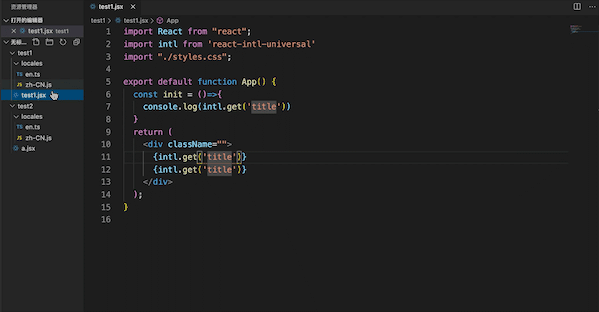 资源管理器
打开的编辑器
test1.jsx test1
test1
locales
en.ts
zh-CN.js
test1.jsx
test2
locales
en.ts
zh-CN.js
a.jsx
test1.jsx
test1 > test1.jsx > App
1 import React from "react";
2 import intl from 'react-intl-universal'
3 import "./styles.css";
4
5 export default function App() {
6 const init = ()=>{
7 console.log(intl.get('title'))
8 }
9 return (
10 <div className="">
11 {intl.get('title')}
12 {intl.get('title')}
13 </div>
14 );
15 }
16